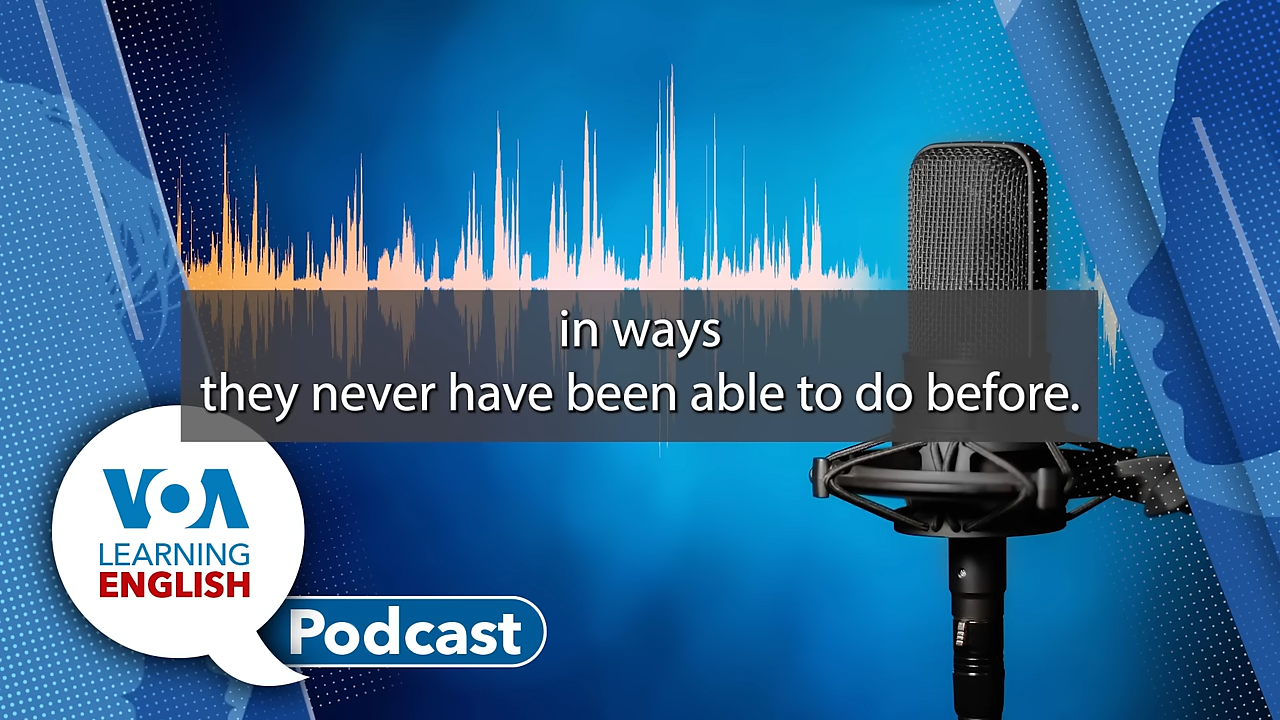 in ways
they never have been able to do before.
VOA
LEARNING
ENGLISH
Podcast